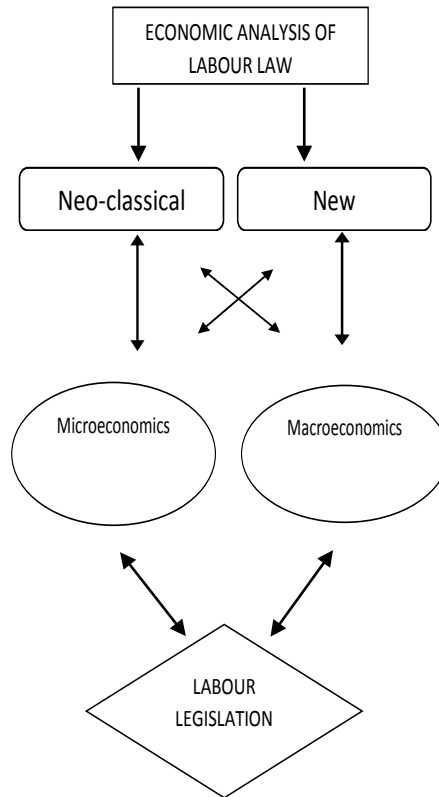 ECONOMIC ANALYSIS OF
LABOUR LAW
Neo-classical
New
Microeconomics
Macroeconomics
LABOUR
LEGISLATION